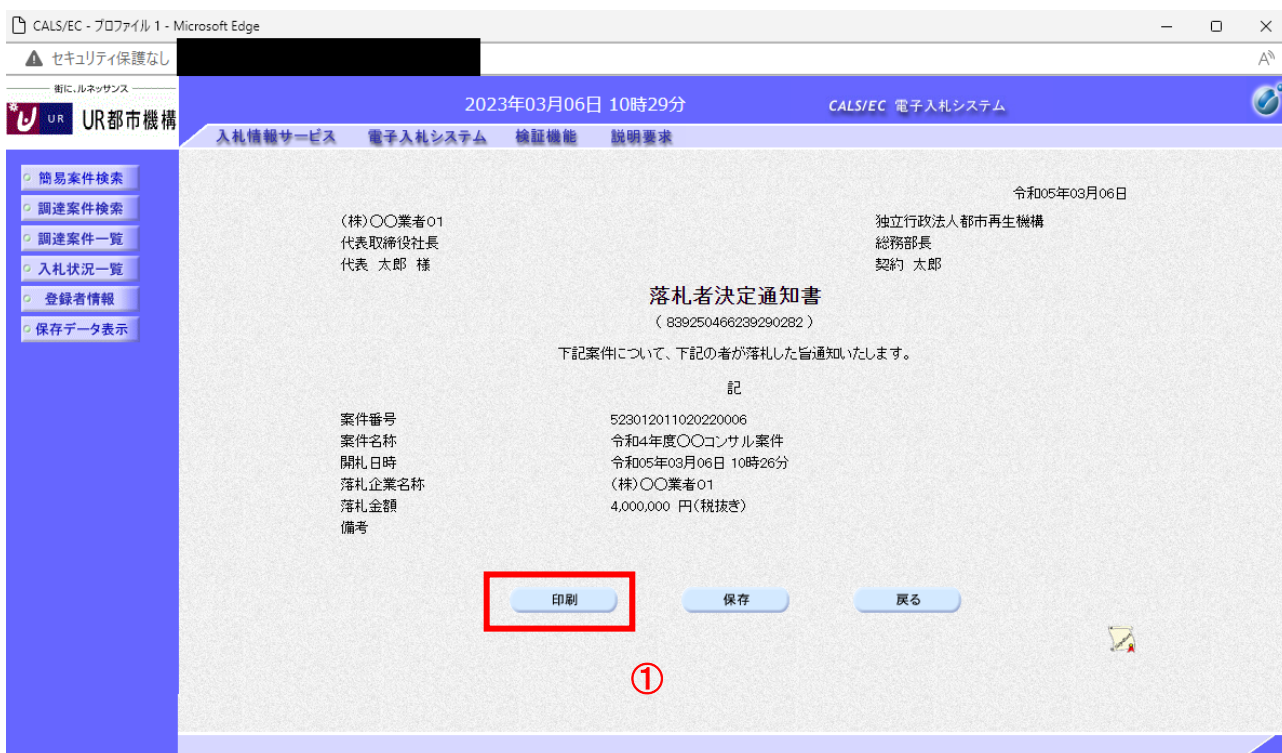 CALS/EC - プロファイル 1 - Microsoft Edge
セキュリティ保護なし
街に、ルネッサンス
UR UR都市機構
2023年03月06日 10時29分
CALS/EC 電子入札システム
入札情報サービス 電子入札システム 検証機能 説明要求
簡易案件検索
調達案件検索
調達案件一覧
入札状況一覧
登録者情報
保存データ表示
令和05年03月06日
(株)〇〇業者01
代表取締役社長
代表 太郎 様
独立行政法人都市再生機構
総務部長
契約 太郎
落札者決定通知書
( 839250466239290282 )
下記案件について、下記の者が落札した旨通知いたします。
記
案件番号 523012011020220006
案件名称 令和4年度〇〇コンサル案件
開札日時 令和05年03月06日 10時26分
落札企業名称 (株)〇〇業者01
落札金額 4,000,000 円(税抜き)
備考
印刷 保存 戻る
①